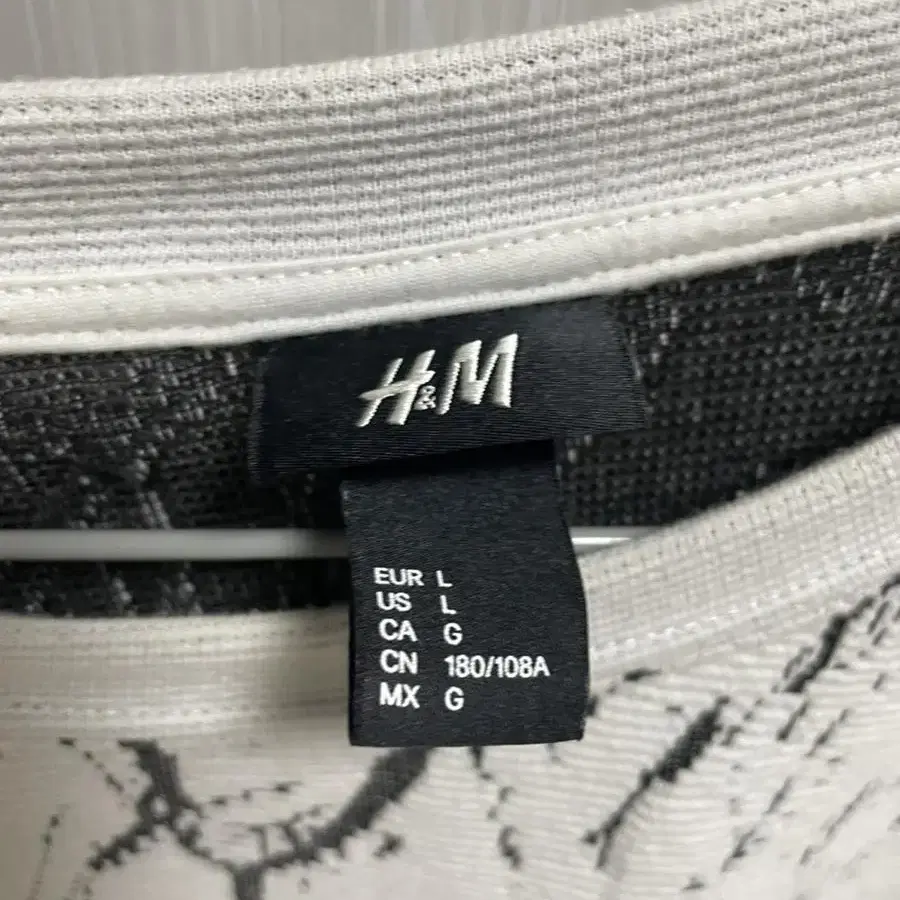 H&M
EUR L
US L
CA G
CN 180/108A
MX G